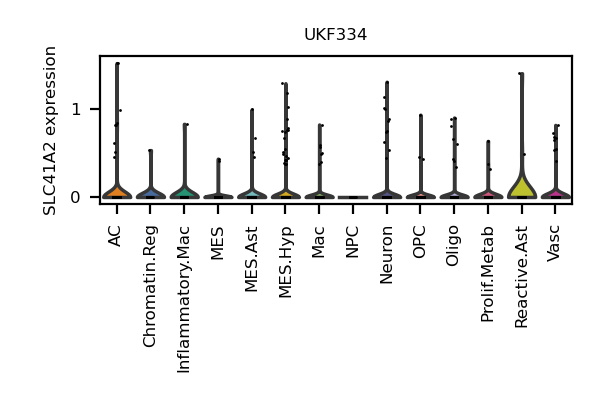 UKF334
SLC41A2 expression
1
0
AC
Chromatin.Reg
Inflammatory.Mac
MES
MES.Ast
MES.Hyp
Mac
NPC
Neuron
OPC
Oligo
Prolif.Metab
Reactive.Ast
Vasc